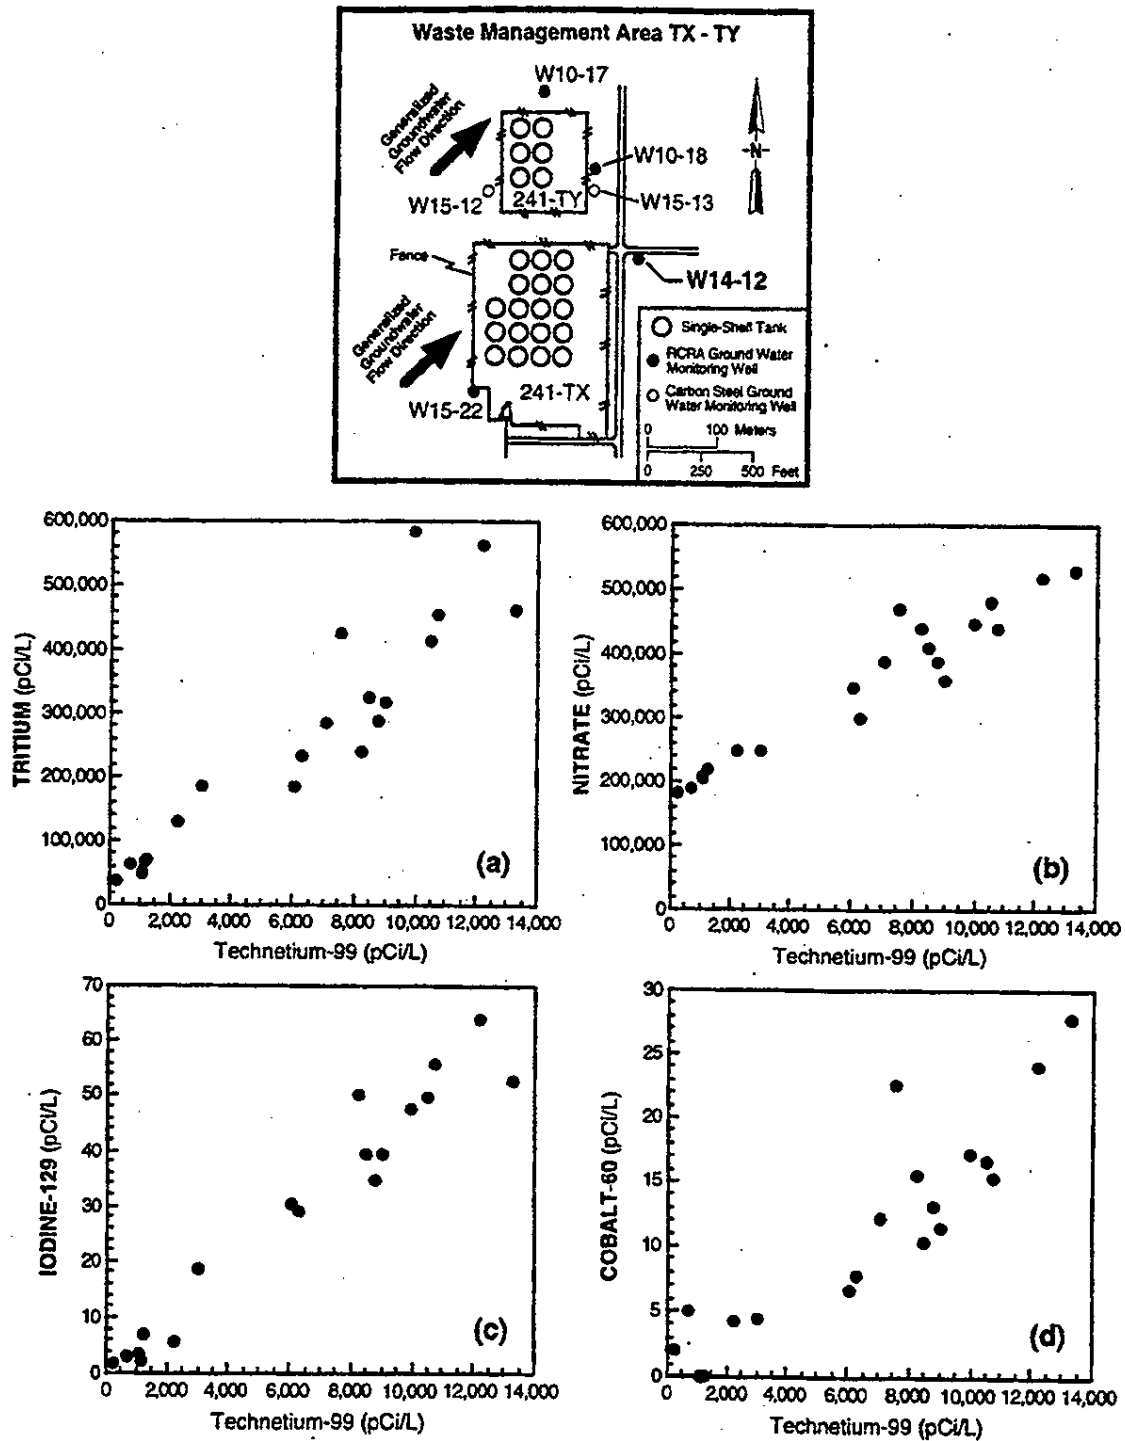 Waste Management Area TX - TY
W10-17
Generalized
Groundwater
Flow Direction
W10-18
N
W15-12
241-TY
W15-13
Fence
W14-12
Generalized
Groundwater
Flow Direction
Single-Shell Tank
RCRA Ground Water
Monitoring Well
Carbon Steel Ground
Water Monitoring Well
241-TX
W15-22
0 100 Meters
0 250 500 Feet
600,000
500,000
400,000
300,000
200,000
100,000
0
TRITIUM (pCi/L)
(a)
0 2,000 4,000 6,000 8,000 10,000 12,000 14,000
Technetium-99 (pCi/L)
600,000
500,000
400,000
300,000
200,000
100,000
0
NITRATE (pCi/L)
(b)
0 2,000 4,000 6,000 8,000 10,000 12,000 14,000
Technetium-99 (pCi/L)
70
60
50
40
30
20
10
0
IODINE-129 (pCi/L)
(c)
0 2,000 4,000 6,000 8,000 10,000 12,000 14,000
Technetium-99 (pCi/L)
30
25
20
15
10
5
0
COBALT-60 (pCi/L)
(d)
0 2,000 4,000 6,000 8,000 10,000 12,000 14,000
Technetium-99 (pCi/L)